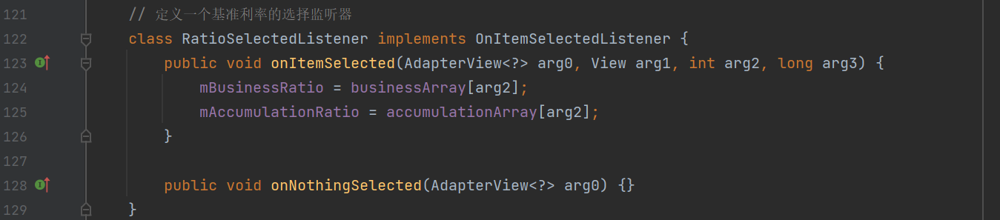 121 // 定义一个基准利率的选择监听器
122 class RatioSelectedListener implements OnItemSelectedListener {
123 public void onItemSelected(AdapterView<?> arg0, View arg1, int arg2, long arg3) {
124 mBusinessRatio = businessArray[arg2];
125 mAccumulationRatio = accumulationArray[arg2];
126 }
127
128 public void onNothingSelected(AdapterView<?> arg0) {}
129 }